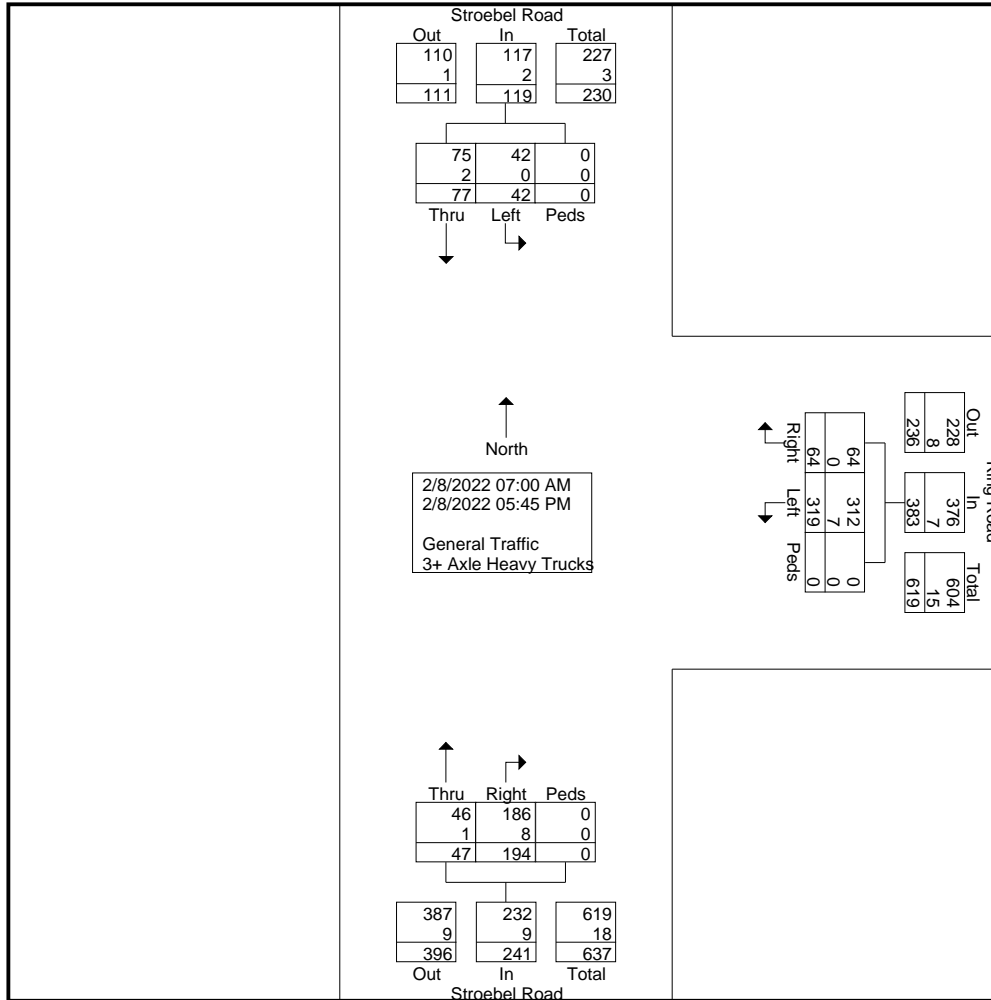 Stroebel Road
Out In Total
110 117 227
1 2 3
111 119 230
75 42 0
2 0 0
77 42 0
Thru Left Peds
North
2/8/2022 07:00 AM
2/8/2022 05:45 PM
General Traffic
3+ Axle Heavy Trucks
Road
Out In Total
228 376 604
8 7 15
236 383 619
64 312 0
0 7 0
64 319 0
Right Left Peds
Thru Right Peds
46 186 0
1 8 0
47 194 0
387 232 619
9 9 18
396 241 637
Out In Total
Stroebel Road